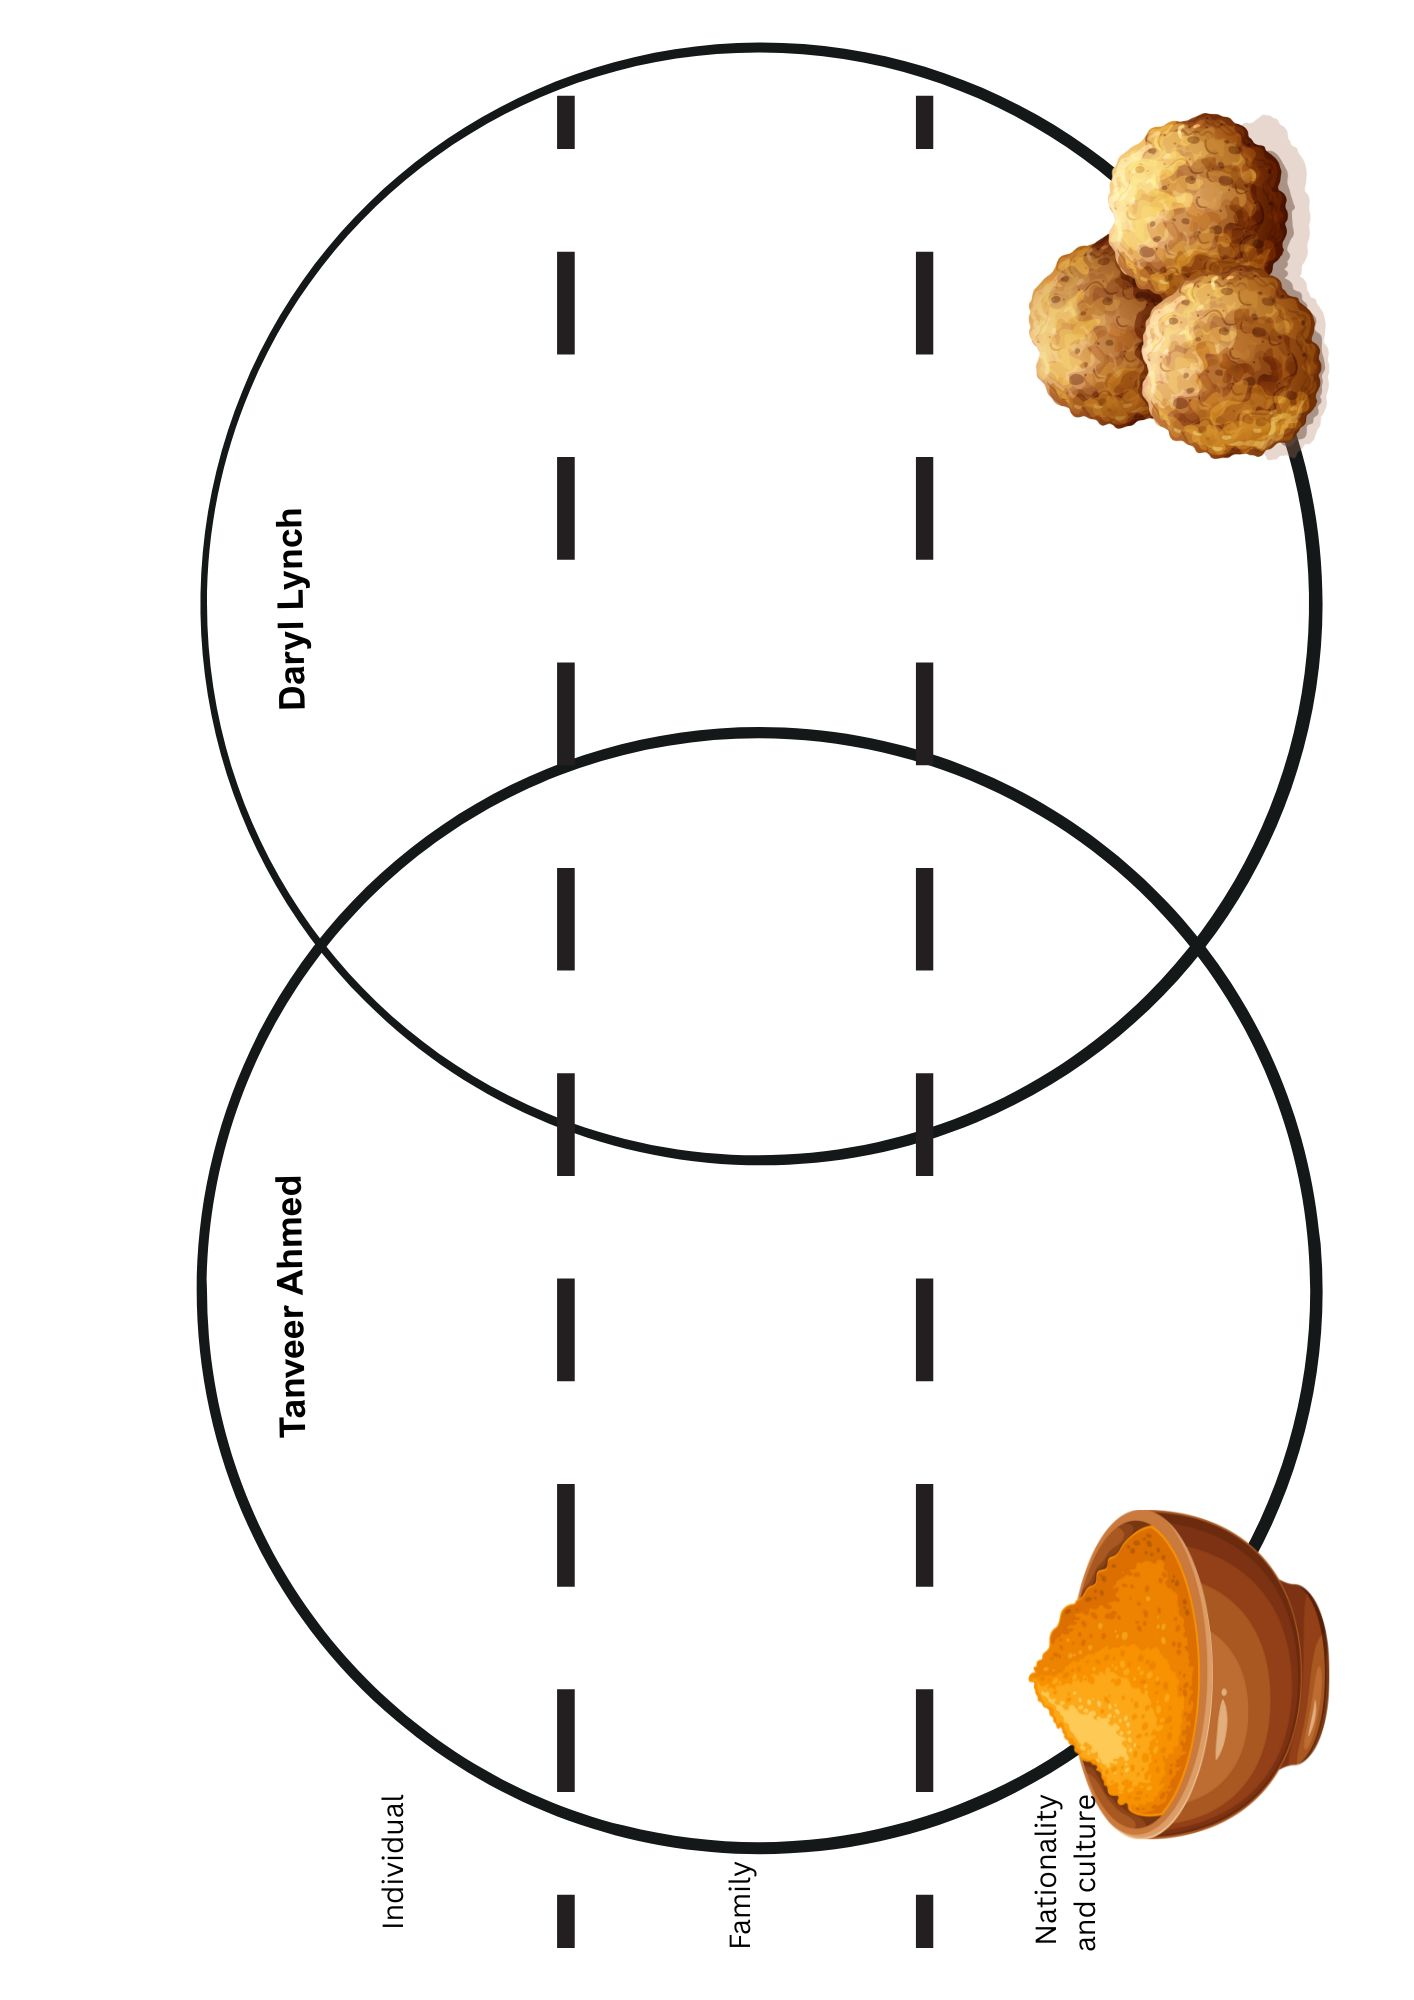 Tanveer Ahmed
Daryl Lynch
Individual
Family
Nationality
and culture